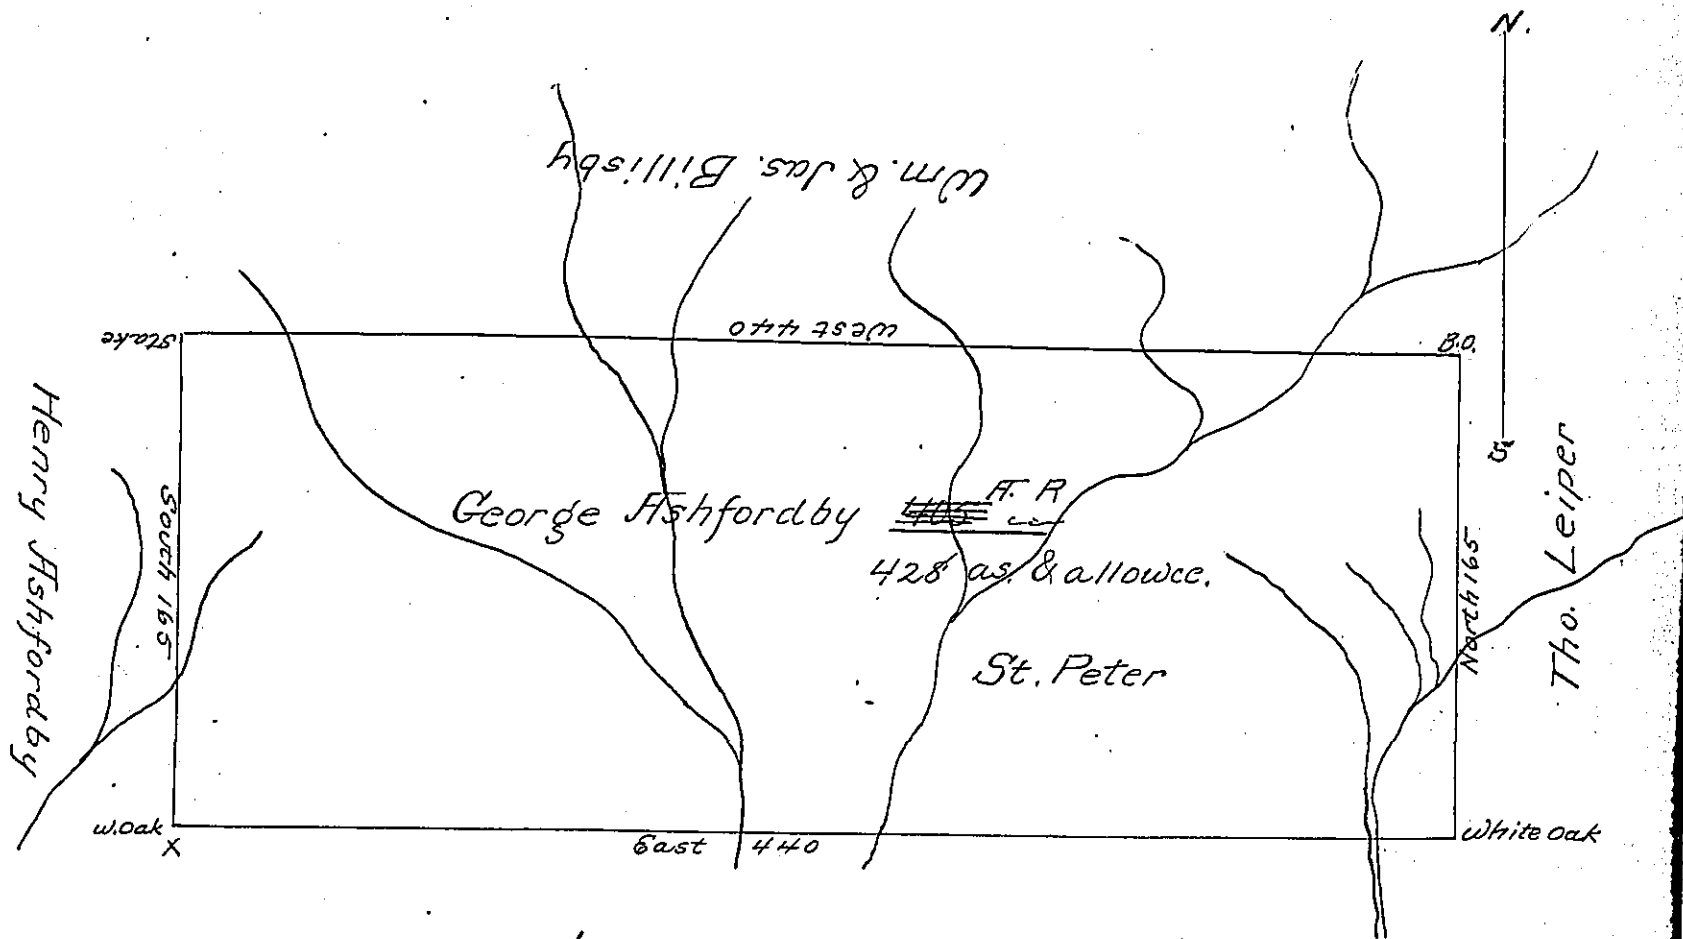 N.
Wm. & Jas. Billisby
West 440
Stake
B.O.
S.
Henry Ashfordby
South 165
George Ashfordby
A. R
428 as. & allowce.
St. Peter
North 165
Tho. Leiper
W.Oak
X
East 440
White Oak